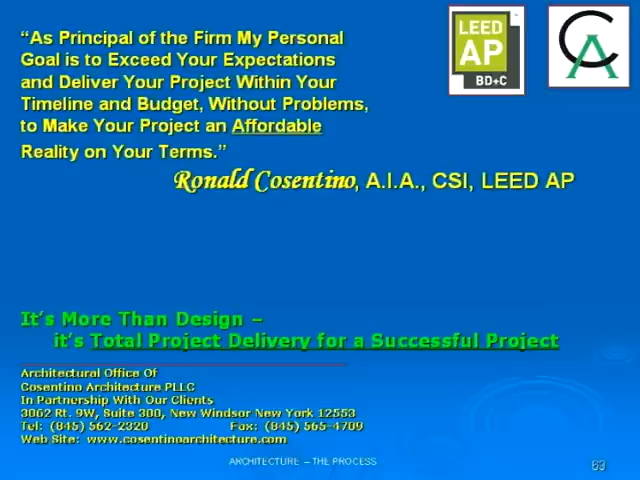 “As Principal of the Firm My Personal
Goal is to Exceed Your Expectations
and Deliver Your Project Within Your
Timeline and Budget, Without Problems,
to Make Your Project an Affordable
Reality on Your Terms.”
Ronald Cosentino, A.I.A., CSI, LEED AP
LEED
AP
BD+C
CA
It’s More Than Design –
it’s Total Project Delivery for a Successful Project
Architectural Office Of
Cosentino Architecture PLLC
In Partnership With Our Clients
3062 Rt. 9W, Suite 300, New Windsor New York 12553
Tel: (845) 562-2320 Fax: (845) 565-4709
Web Site: www.cosentinoarchitecture.com
ARCHITECTURE – THE PROCESS
63